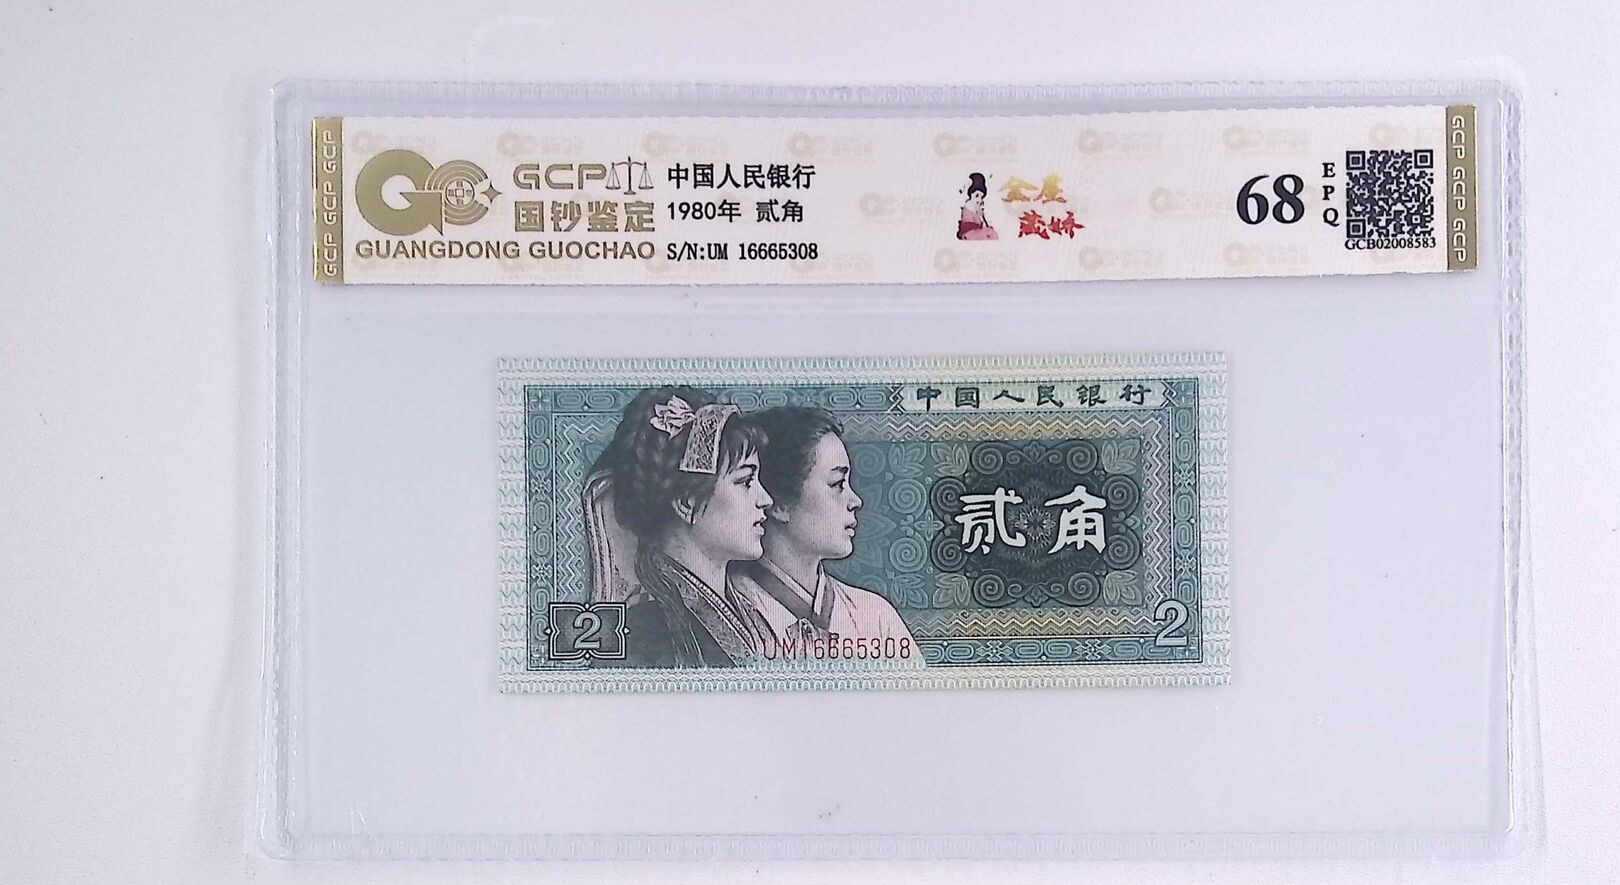 GCP
国钞鉴定
GUANGDONG GUOCHAO
中国人民银行
1980年 贰角
S/N:UM 16665308
金屋
藏娇
68
EPQ
GCB02008583
GCP GCP GCP
GCP GCP GCP
中国人民银行
贰角
2
2
UM16665308